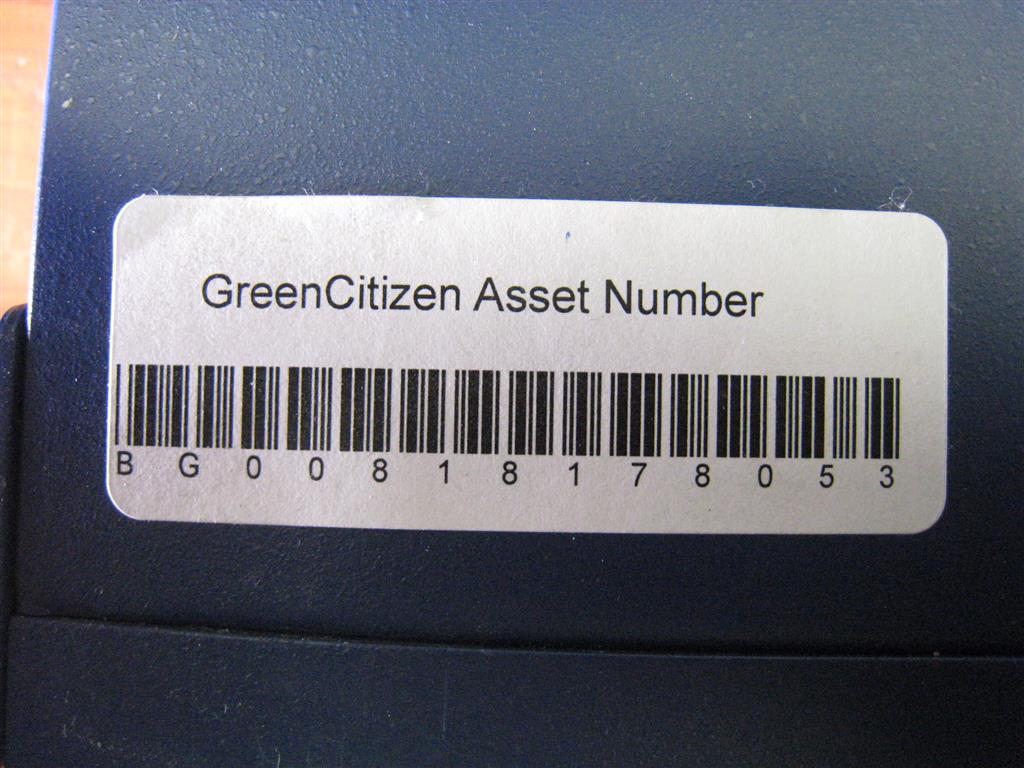 GreenCitizen Asset Number
B G 0 0 8 1 8 1 7 8 0 5 3